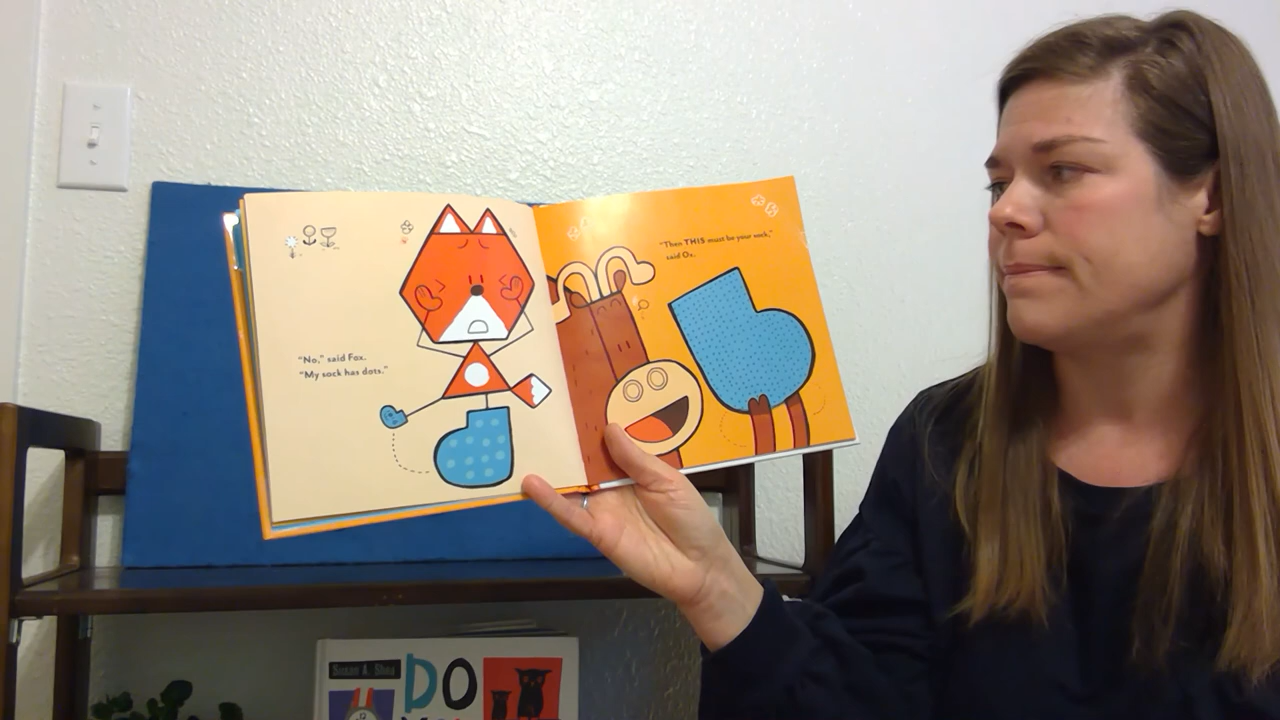 "No," said Fox.
"My sock has dots."
"Then THIS must be your sock,"
said Ox.
Susan A. Shea
DO